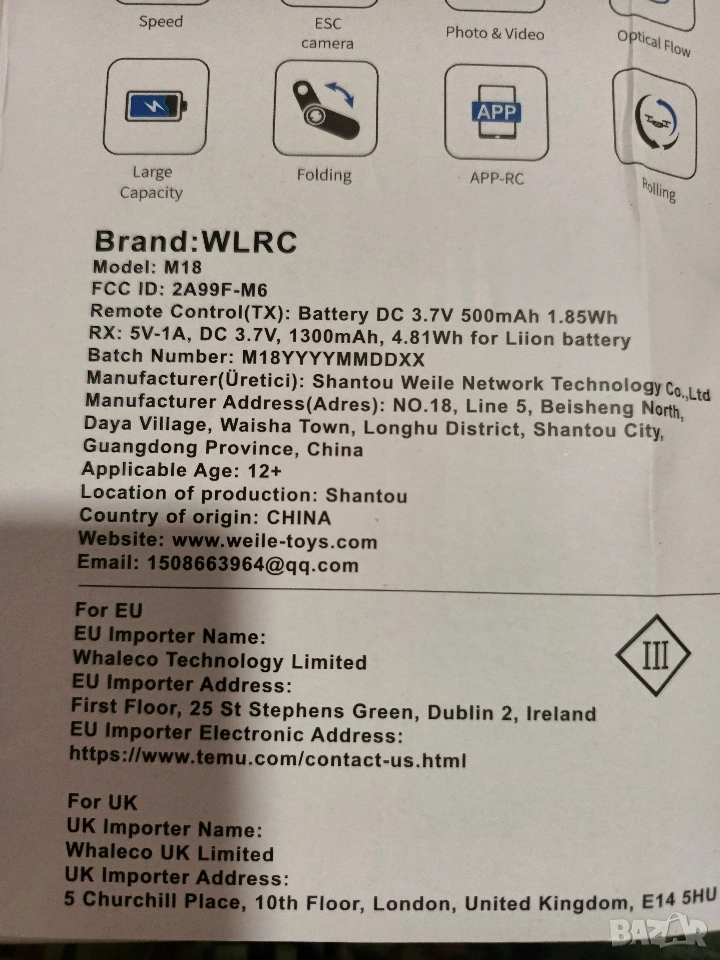 Speed
ESC
camera
Photo & Video
Optical Flow
APP
Large
Capacity
Folding
APP-RC
Rolling
Brand:WLRC
Model: M18
FCC ID: 2A99F-M6
Remote Control(TX): Battery DC 3.7V 500mAh 1.85Wh
RX: 5V-1A, DC 3.7V, 1300mAh, 4.81Wh for Liion battery
Batch Number: M18YYYYMMDDXX
Manufacturer(Üretici): Shantou Weile Network Technology Co.,Ltd
Manufacturer Address(Adres): NO.18, Line 5, Beisheng North,
Daya Village, Waisha Town, Longhu District, Shantou City,
Guangdong Province, China
Applicable Age: 12+
Location of production: Shantou
Country of origin: CHINA
Website: www.weile-toys.com
Email: 1508663964@qq.com
For EU
EU Importer Name:
Whaleco Technology Limited
EU Importer Address:
First Floor, 25 St Stephens Green, Dublin 2, Ireland
EU Importer Electronic Address:
https://www.temu.com/contact-us.html
III
For UK
UK Importer Name:
Whaleco UK Limited
UK Importer Address:
5 Churchill Place, 10th Floor, London, United Kingdom, E14 5HU
BAZAR